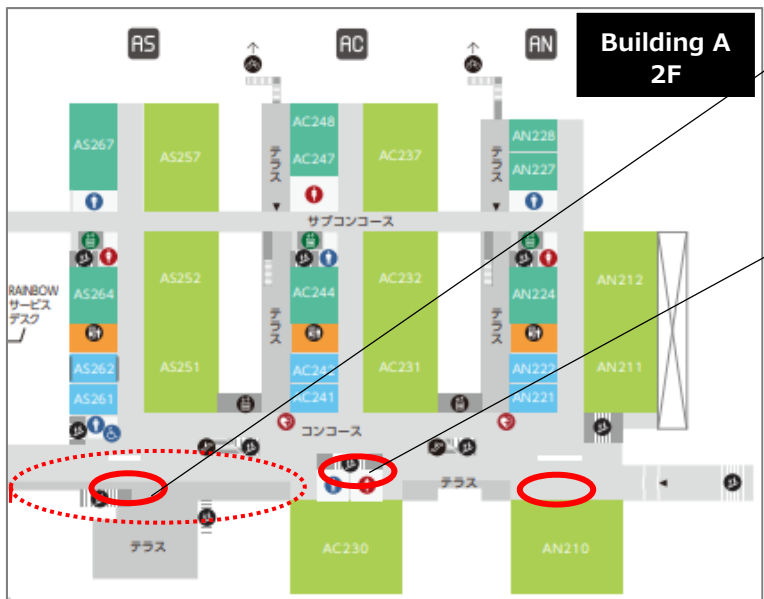 AS
AC
AN
Building A
2F
AS267
AS257
テラス
AC248
AC247
AC237
テラス
AN228
AN227
サブコンコース
RAINBOW
サービス
デスク
AS264
AS252
テラス
AC244
AC232
テラス
AN224
AN212
AS262
AS251
AC242
AC231
AN222
AN211
AS261
AC241
AN221
コンコース
テラス
テラス
AC230
AN210